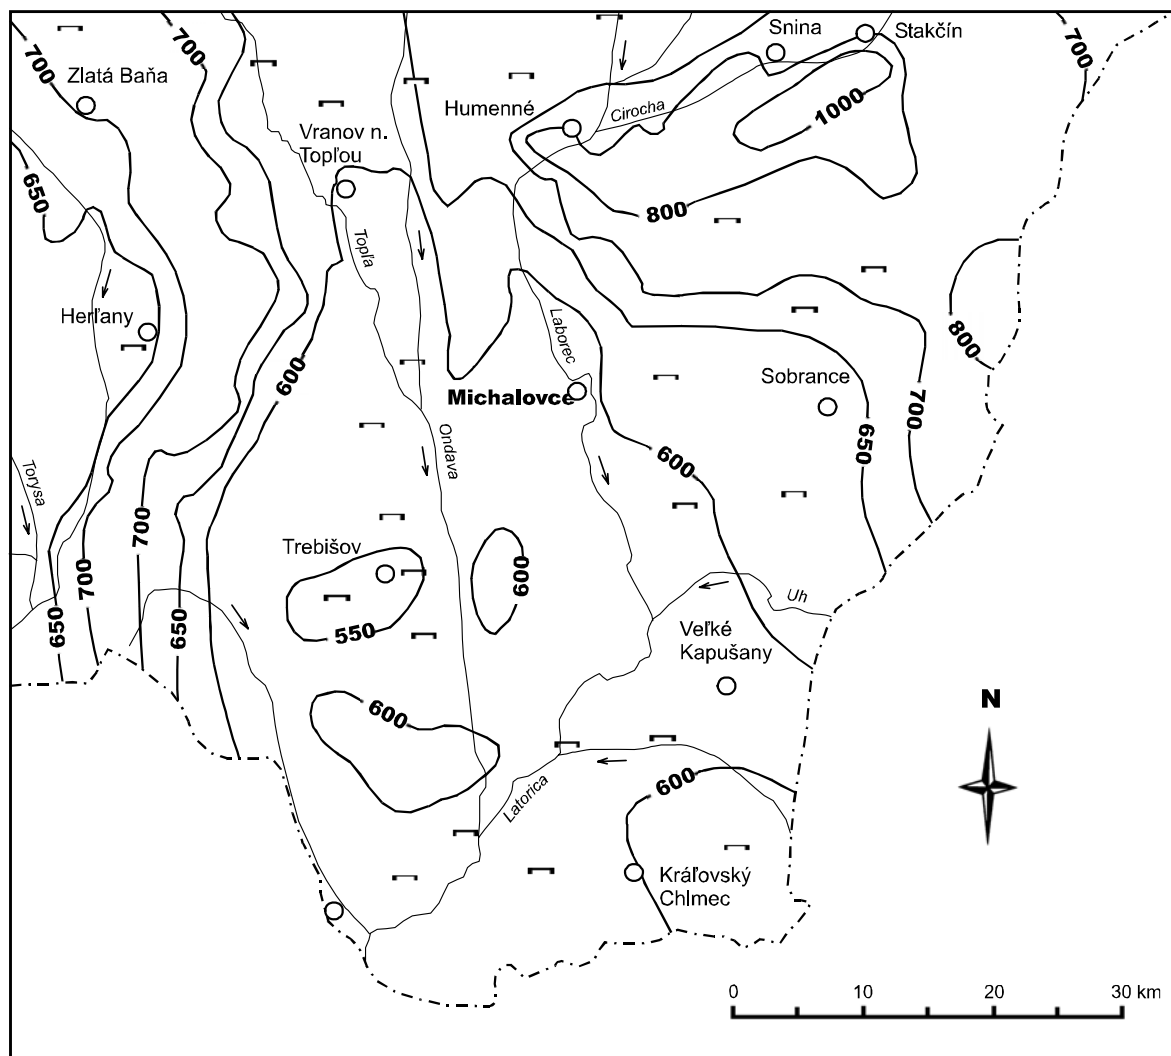 Snina
Stakčín
700
700
700
Zlatá Baňa
Humenné
Cirocha
1000
Vranov n.
Topľou
650
800
Topľa
Herľany
Laborec
800
600
Sobrance
Michalovce
700
Ondava
650
600
Torysa
700
Trebišov
600
700
550
650
650
Uh
Veľké
Kapušany
600
N
600
Latorica
Kráľovský
Chlmec
0
10
20
30 km